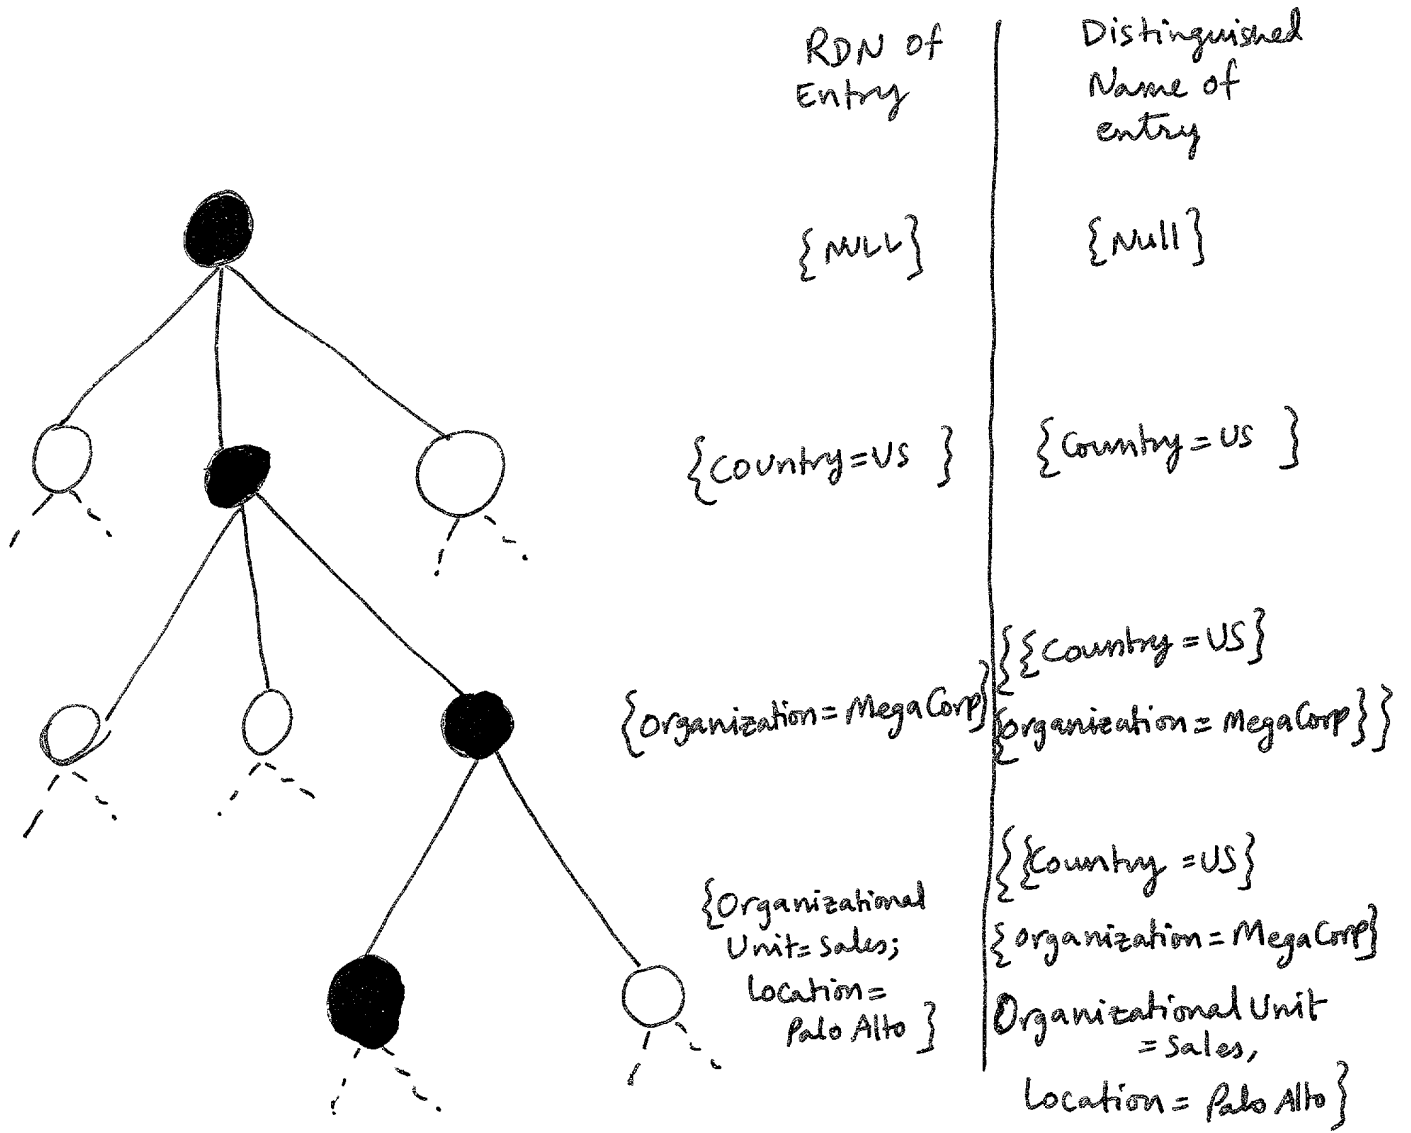 RDN of
Entry
Distinguished
Name of
entry
{NULL}
{Null}
{Country=US }
{Country=US }
{Organization=MegaCorp}
{{Country=US}
{Organization=MegaCorp}}
{Organizational
Unit=Sales;
Location=
Palo Alto }
{{Country =US}
{organization=MegaCorp}
Organizational Unit
=Sales,
Location= Palo Alto}